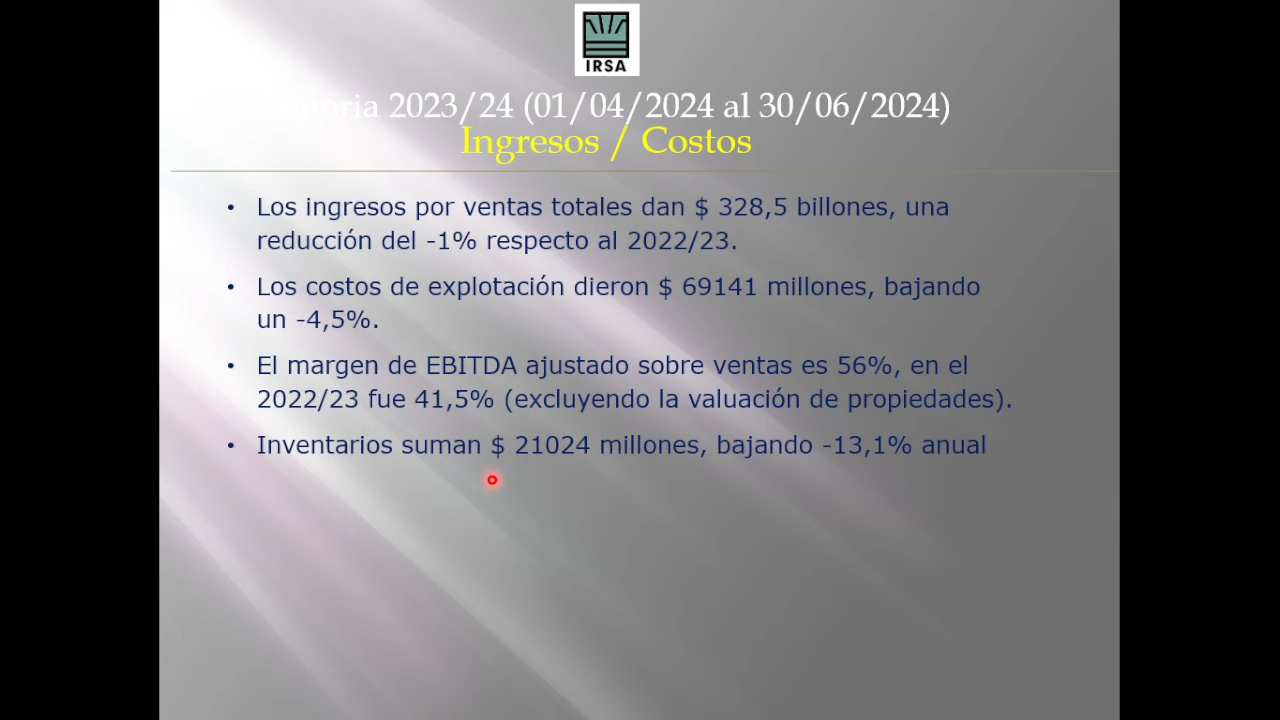 IRSA
oria 2023/24 (01/04/2024 al 30/06/2024)
Ingresos / Costos
• Los ingresos por ventas totales dan $ 328,5 billones, una
reducción del -1% respecto al 2022/23.
• Los costos de explotación dieron $ 69141 millones, bajando
un -4,5%.
• El margen de EBITDA ajustado sobre ventas es 56%, en el
2022/23 fue 41,5% (excluyendo la valuación de propiedades).
• Inventarios suman $ 21024 millones, bajando -13,1% anual